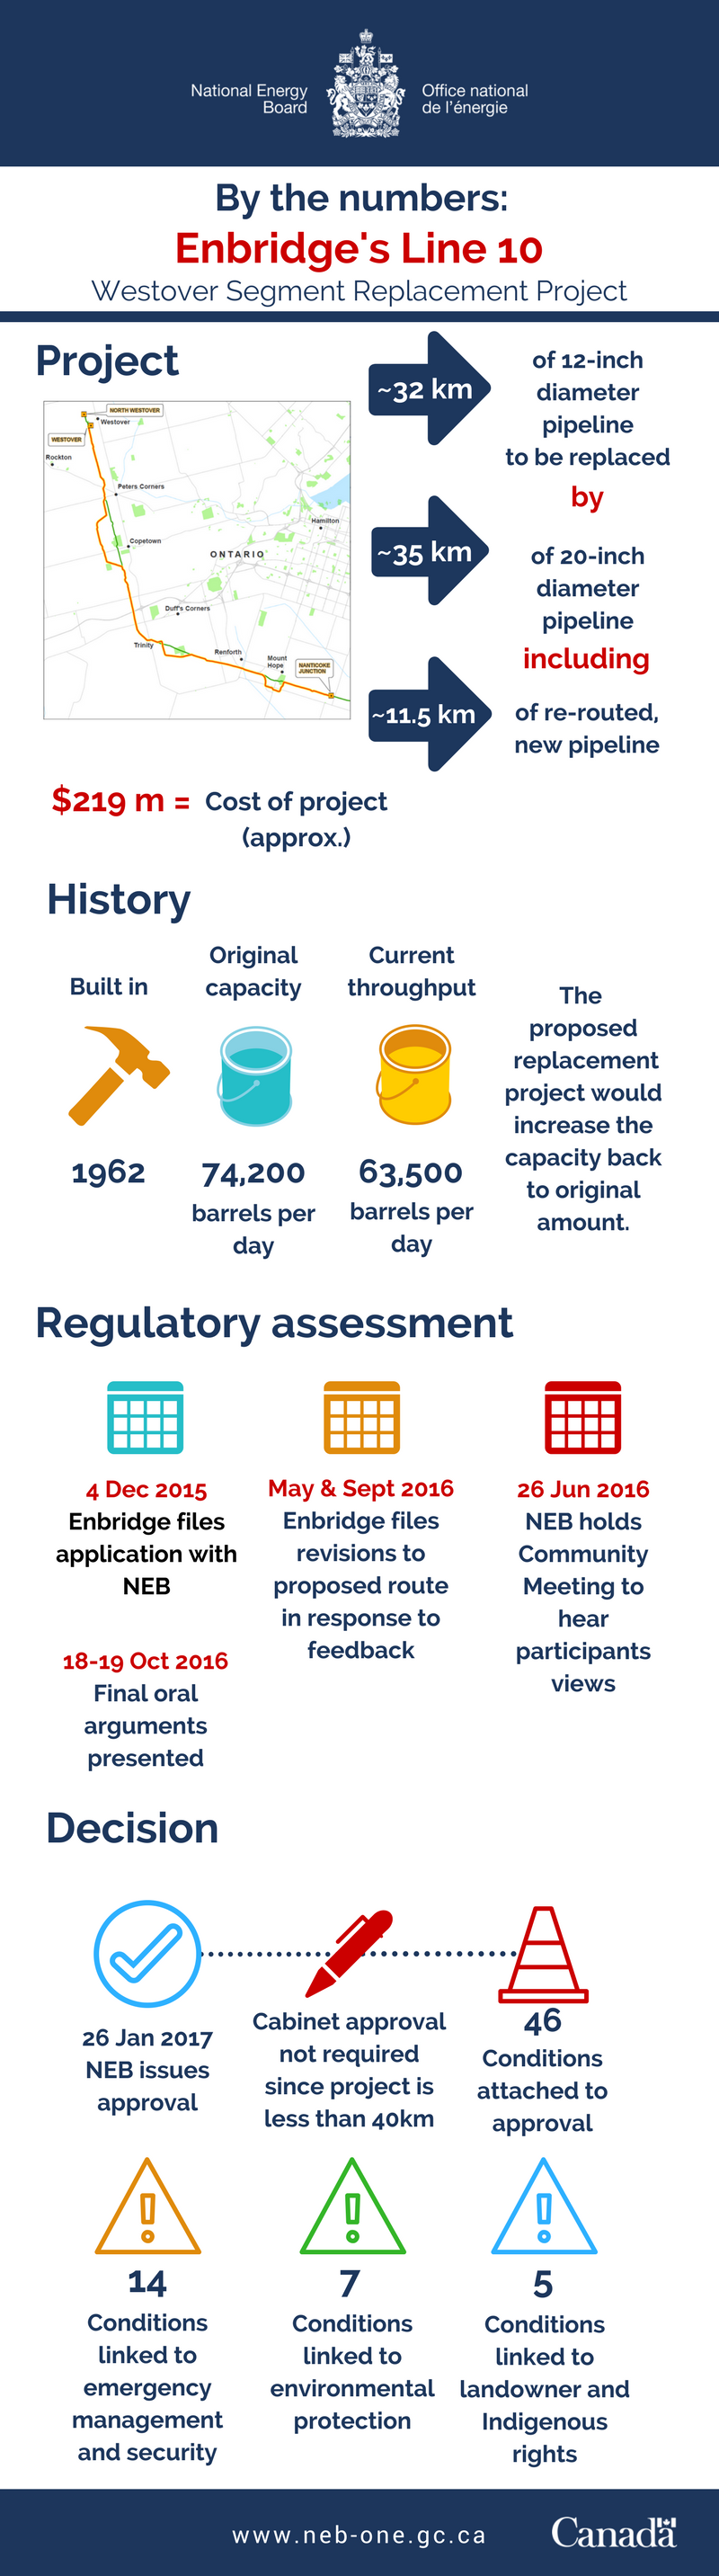 National Energy
Board
Office national
de l'énergie
By the numbers:
Enbridge's Line 10
Westover Segment Replacement Project
Project
NORTH WESTOVER
Westover
WESTOVER
Rockton
Peters Corners
Copetown
Hamilton
ONTARIO
Duff's Corners
Trinity
Renforth
Mount
Hope
NANTICOKE
JUNCTION
~32 km
of 12-inch
diameter
pipeline
to be replaced
by
~35 km
of 20-inch
diameter
pipeline
including
~11.5 km
of re-routed,
new pipeline
$219 m = Cost of project
(approx.)
History
Built in
1962
Original
capacity
74,200
barrels per
day
Current
throughput
63,500
barrels per
day
The
proposed
replacement
project would
increase the
capacity back
to original
amount.
Regulatory assessment
4 Dec 2015
Enbridge files
application with
NEB
May & Sept 2016
Enbridge files
revisions to
proposed route
in response to
feedback
26 Jun 2016
NEB holds
Community
Meeting to
hear
participants
views
18-19 Oct 2016
Final oral
arguments
presented
Decision
26 Jan 2017
NEB issues
approval
Cabinet approval
not required
since project is
less than 40km
46
Conditions
attached to
approval
14
Conditions
linked to
emergency
management
and security
7
Conditions
linked to
environmental
protection
5
Conditions
linked to
landowner and
Indigenous
rights
www.neb-one.gc.ca
Canada